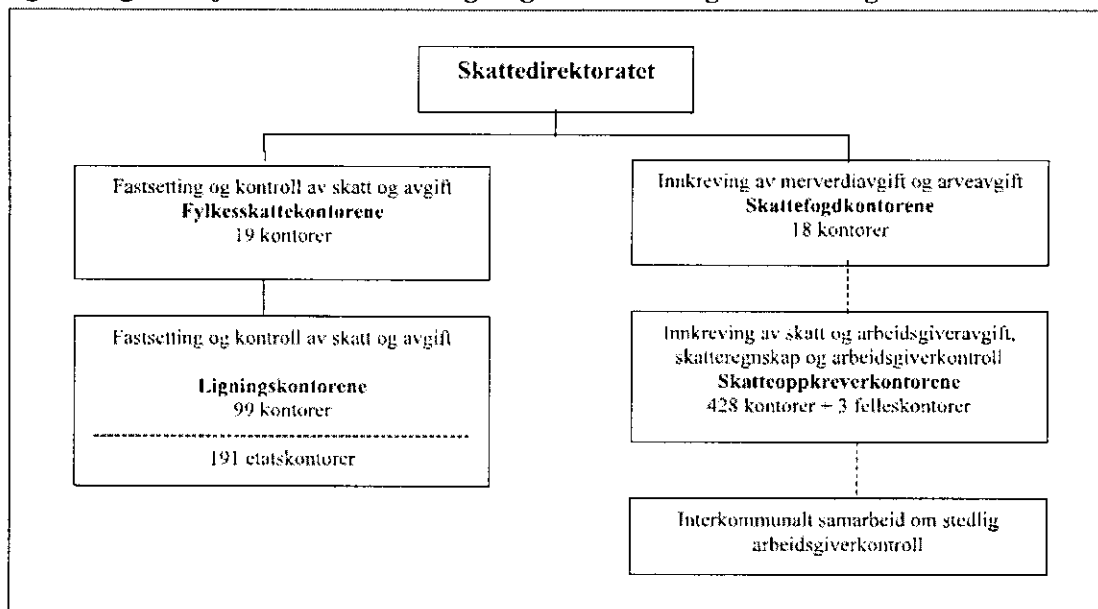 Skattedirektoratet
Fastsetting og kontroll av skatt og avgift
Fylkesskattekontorene
19 kontorer
Innkreving av merverdiavgift og arveavgift
Skattefogdkontorene
18 kontorer
Fastsetting og kontroll av skatt og avgift
Ligningskontorene
99 kontorer
191 etatskontorer
Innkreving av skatt og arbeidsgiveravgift,
skatteregnskap og arbeidsgiverkontroll
Skatteoppkreverkontorene
428 kontorer + 3 felleskontorer
Interkommunalt samarbeid om stedlig
arbeidsgiverkontroll